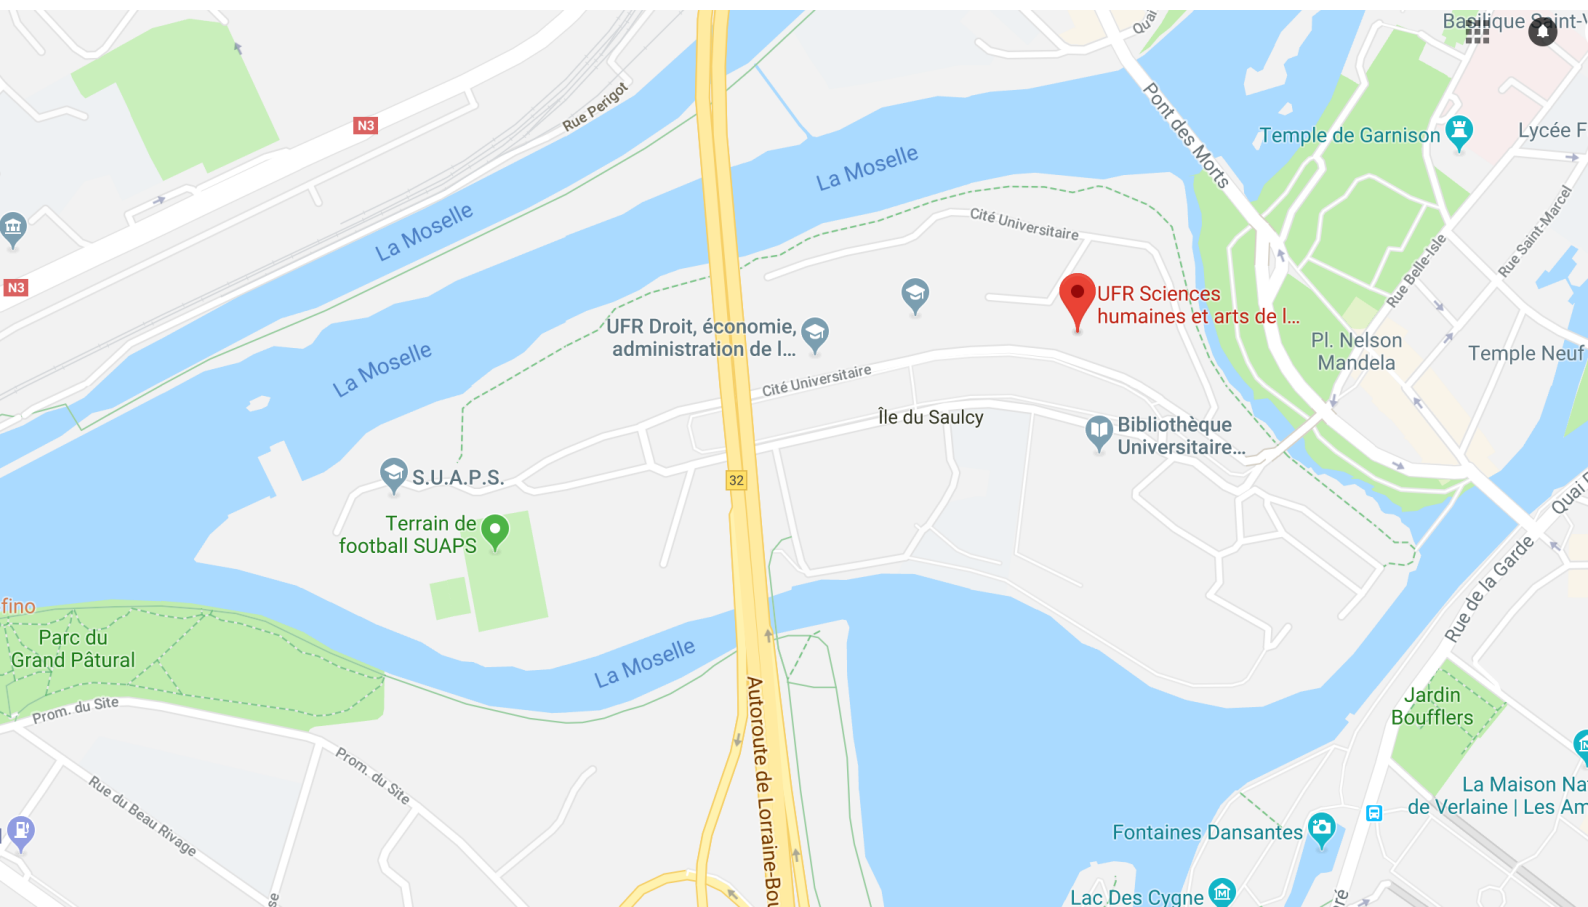 Quai
Basilique Saint-V
Rue Perigot
N3
Pont des Morts
Temple de Garnison
Lycée F
La Moselle
La Moselle
Cité Universitaire
Rue Saint-Marcel
Rue Belle-Isle
N3
UFR Sciences
humaines et arts de l...
UFR Droit, économie,
administration de l...
Pl. Nelson
Mandela
Temple Neuf
La Moselle
Cité Universitaire
Île du Saulcy
Bibliothèque
Universitaire...
S.U.A.P.S.
32
Terrain de
football SUAPS
Quai
Rue de la Garde
fino
Parc du
Grand Pâtural
La Moselle
Prom. du Site
Jardin
Boufflers
Autoroute de Lorraine-Bou
Prom. du Site
Rue du Beau Rivage
La Maison Na
de Verlaine | Les Am
Fontaines Dansantes
Lac Des Cygne